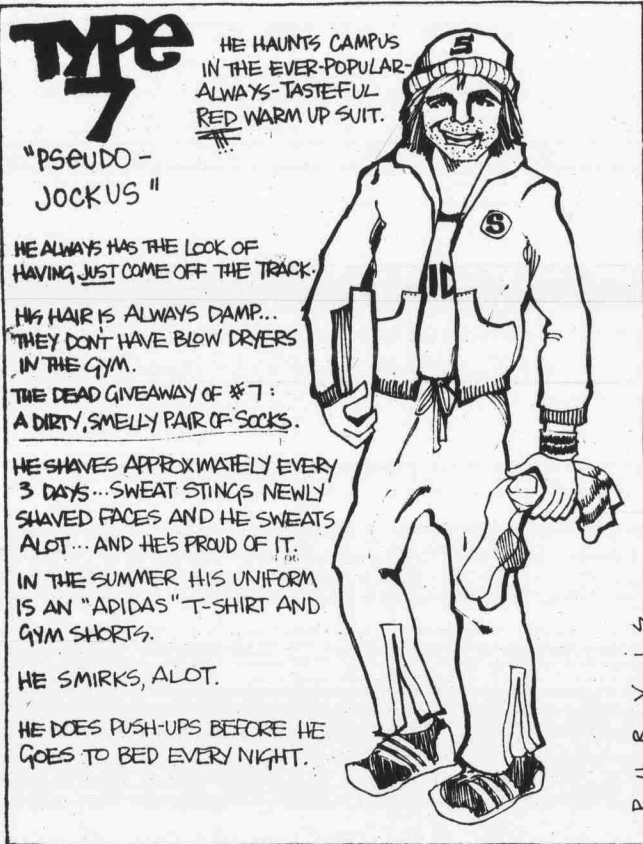 TYPE
7
"PSEUDO-
JOCKUS"
HE HAUNTS CAMPUS
IN THE EVER-POPULAR-
ALWAYS-TASTEFUL
RED WARM UP SUIT.
HE ALWAYS HAS THE LOOK OF
HAVING JUST COME OFF THE TRACK.
HIS HAIR IS ALWAYS DAMP...
THEY DON'T HAVE BLOW DRYERS
IN THE GYM.
THE DEAD GIVEAWAY OF #7:
A DIRTY, SMELLY PAIR OF SOCKS.
HE SHAVES APPROXIMATELY EVERY
3 DAYS...SWEAT STINGS NEWLY
SHAVED FACES AND HE SWEATS
ALOT...AND HE'S PROUD OF IT.
IN THE SUMMER HIS UNIFORM
IS AN "ADIDAS" T-SHIRT AND
GYM SHORTS.
HE SMIRKS, ALOT.
HE DOES PUSH-UPS BEFORE HE
GOES TO BED EVERY NIGHT.
S
S
ID
PURVIS